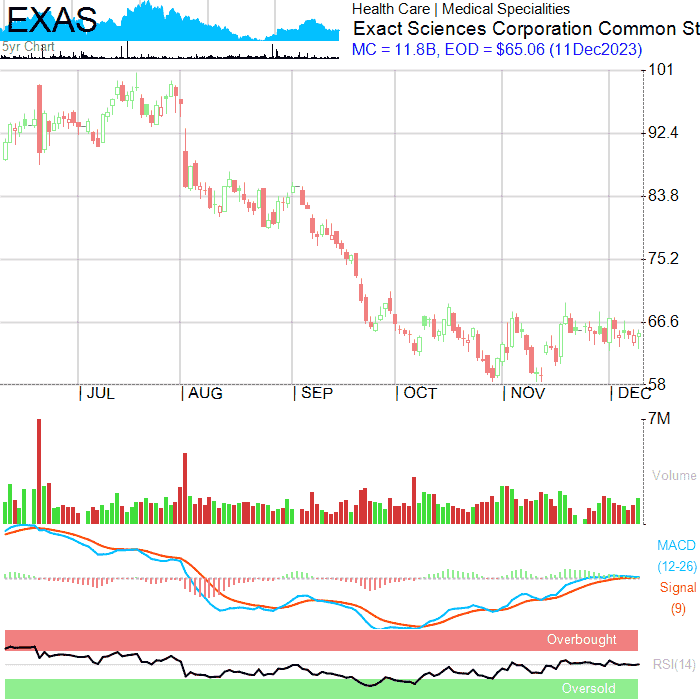 EXAS
5yr Chart
Health Care | Medical Specialities
Exact Sciences Corporation Common St
MC = 11.8B, EOD = $65.06 (11Dec2023)
101
92.4
83.8
75.2
66.6
58
| JUL | AUG | SEP | OCT | NOV | DEC
7M
Volume
MACD
(12-26)
Signal
(9)
Overbought
RSI(14)
Oversold